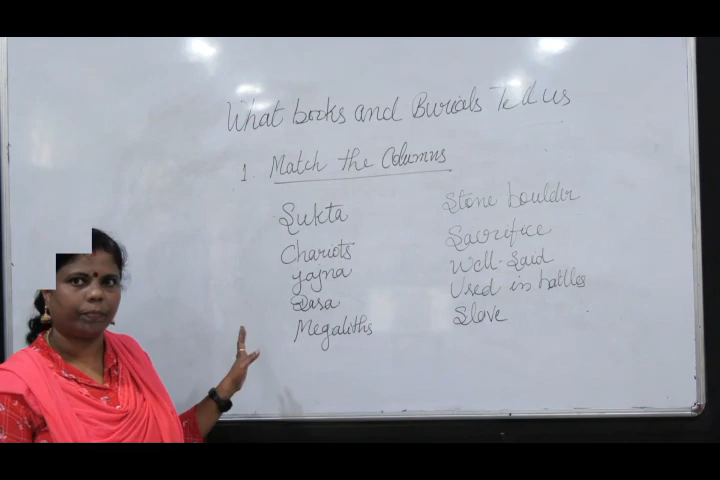 What books and Burials Tell us
1. Match the Columns
Sukta Stone boulder
Chariots Sacrifice
Yajna Well-Said
Dasa Used in battles
Megaliths Slave